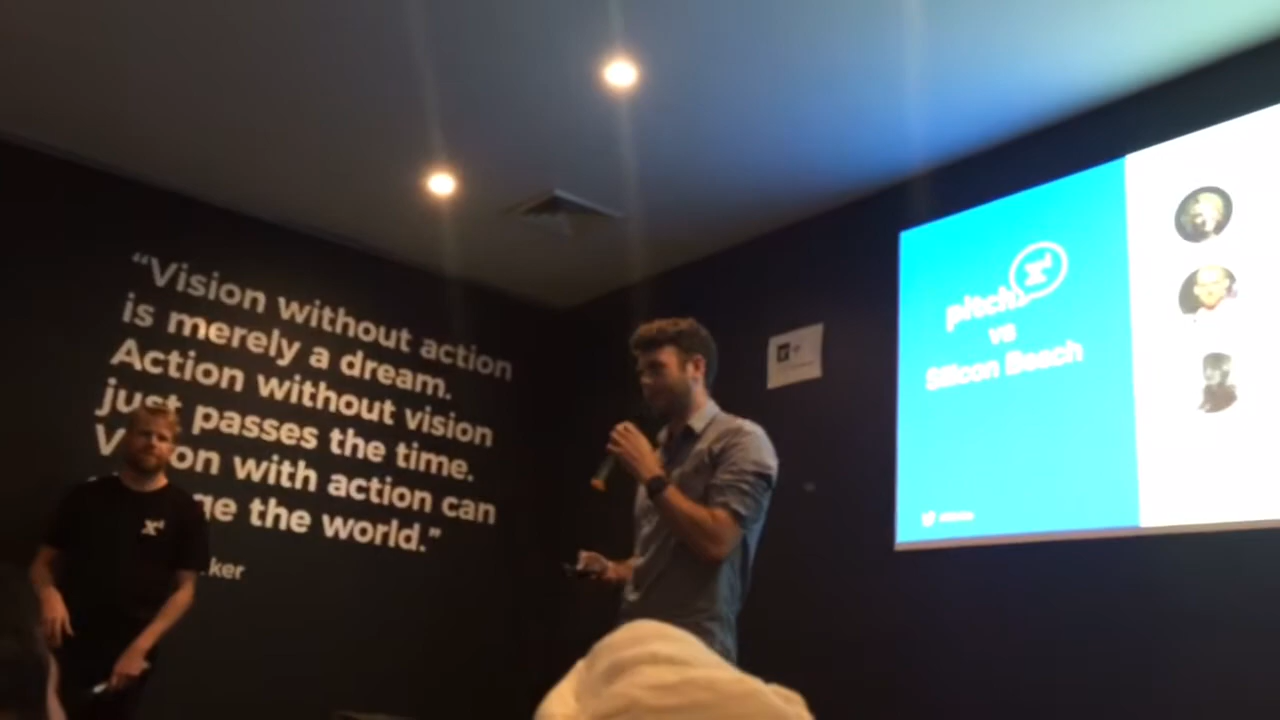 “Vision without action
is merely a dream.
Action without vision
just passes the time.
with action can
the world.”
pitch
x
vs
Silicon Beach